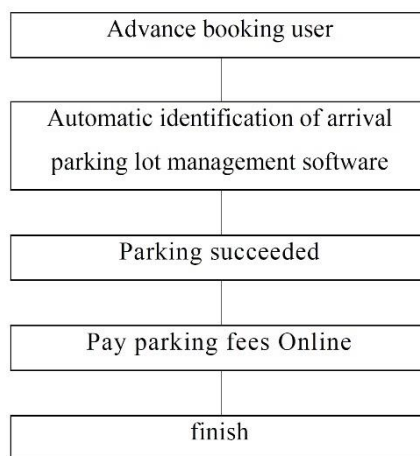 Advance booking user
Automatic identification of arrival
parking lot management software
Parking succeeded
Pay parking fees Online
finish